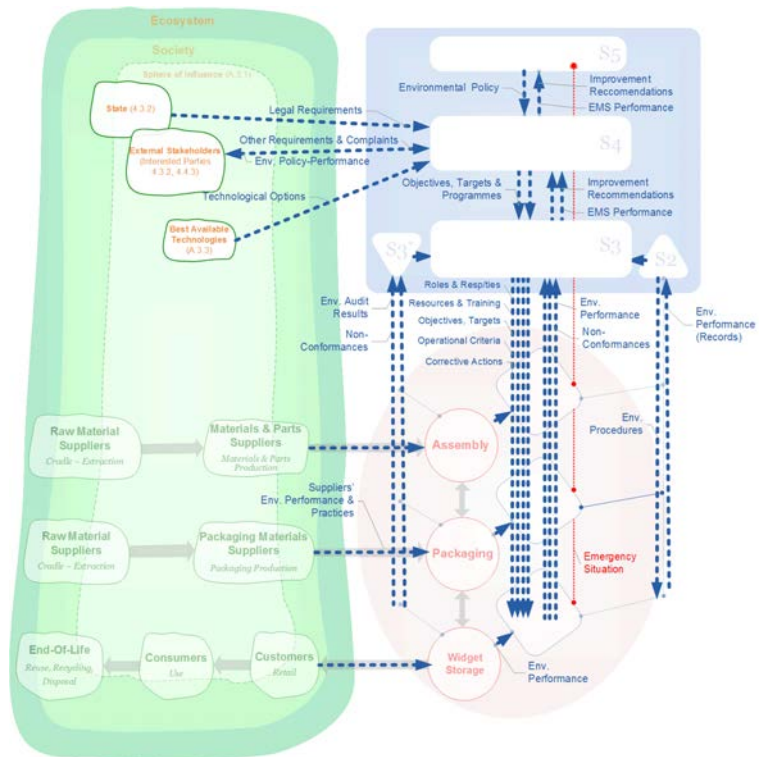 Ecosystem
Society
Sphere of Influence (A.3.1)
State (4.3.2)
External Stakeholders
(Interested Parties
4.3.2, 4.4.3)
Best Available
Technologies
(A.3.3)
Legal Requirements
Other Requirements & Complaints
Env, Policy-Performance
Technological Options
S5
Environmental Policy
Improvement
Reccomendations
EMS Performance
S4
Objectives, Targets &
Programmes
Improvement
Recommendations
EMS Performance
S3*
S3
S2
Env. Audit
Results
Non-
Conformances
Roles & Resp/ties
Resources & Training
Objectives, Targets
Operational Criteria
Corrective Actions
Env.
Performance
Non-
Conformances
Env.
Performance
(Records)
Env.
Procedures
Raw Material
Suppliers
Cradle – Extraction
Materials & Parts
Suppliers
Materials & Parts
Production
Assembly
Suppliers'
Env. Performance &
Practices
Raw Material
Suppliers
Cradle – Extraction
Packaging Materials
Suppliers
Packaging Production
Packaging
Emergency
Situation
End-Of-Life
Reuse, Recycling,
Disposal
Consumers
Use
Customers
Retail
Widget
Storage
Env.
Performance